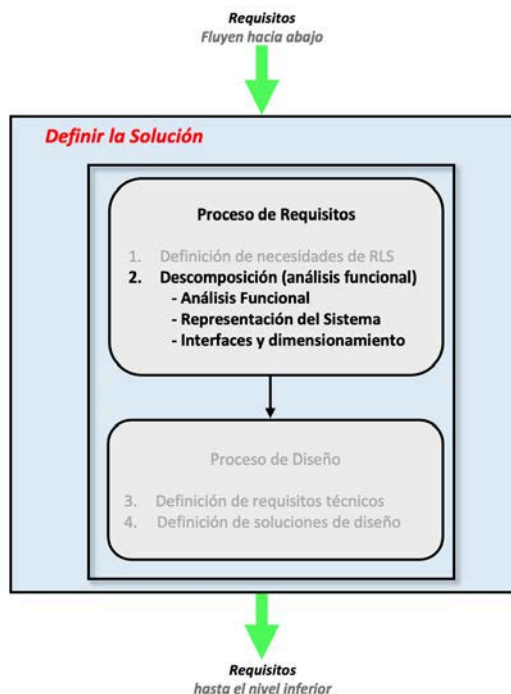 Requisitos
Fluyen hacia abajo
Definir la Solución
Proceso de Requisitos
1. Definición de necesidades de RLS
2. Descomposición (análisis funcional)
- Análisis Funcional
- Representación del Sistema
- Interfaces y dimensionamiento
Proceso de Diseño
3. Definición de requisitos técnicos
4. Definición de soluciones de diseño
Requisitos
hasta el nivel inferior